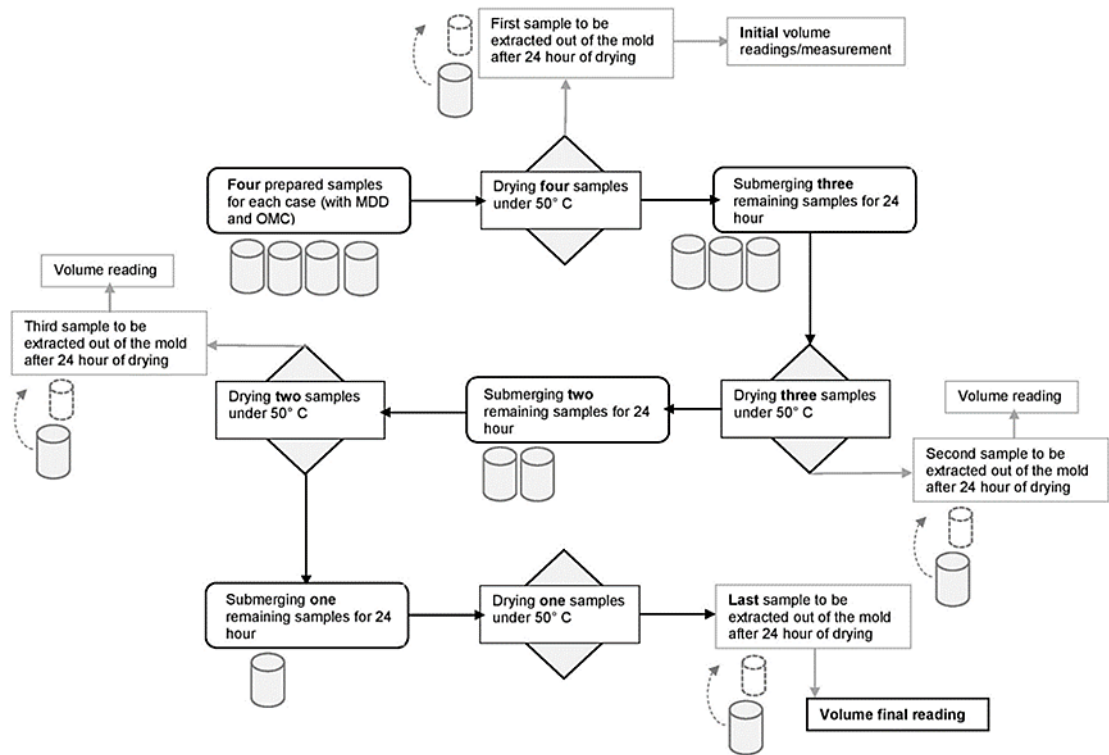 First sample to be
extracted out of the mold
after 24 hour of drying
Initial volume
readings/measurement
Four prepared samples
for each case (with MDD
and OMC)
Drying four samples
under 50° C
Submerging three
remaining samples for 24
hour
Volume reading
Third sample to be
extracted out of the mold
after 24 hour of drying
Drying two samples
under 50° C
Submerging two
remaining samples for 24
hour
Drying three samples
under 50° C
Volume reading
Second sample to be
extracted out of the mold
after 24 hour of drying
Submerging one
remaining samples for 24
hour
Drying one samples
under 50° C
Last sample to be
extracted out of the mold
after 24 hour of drying
Volume final reading